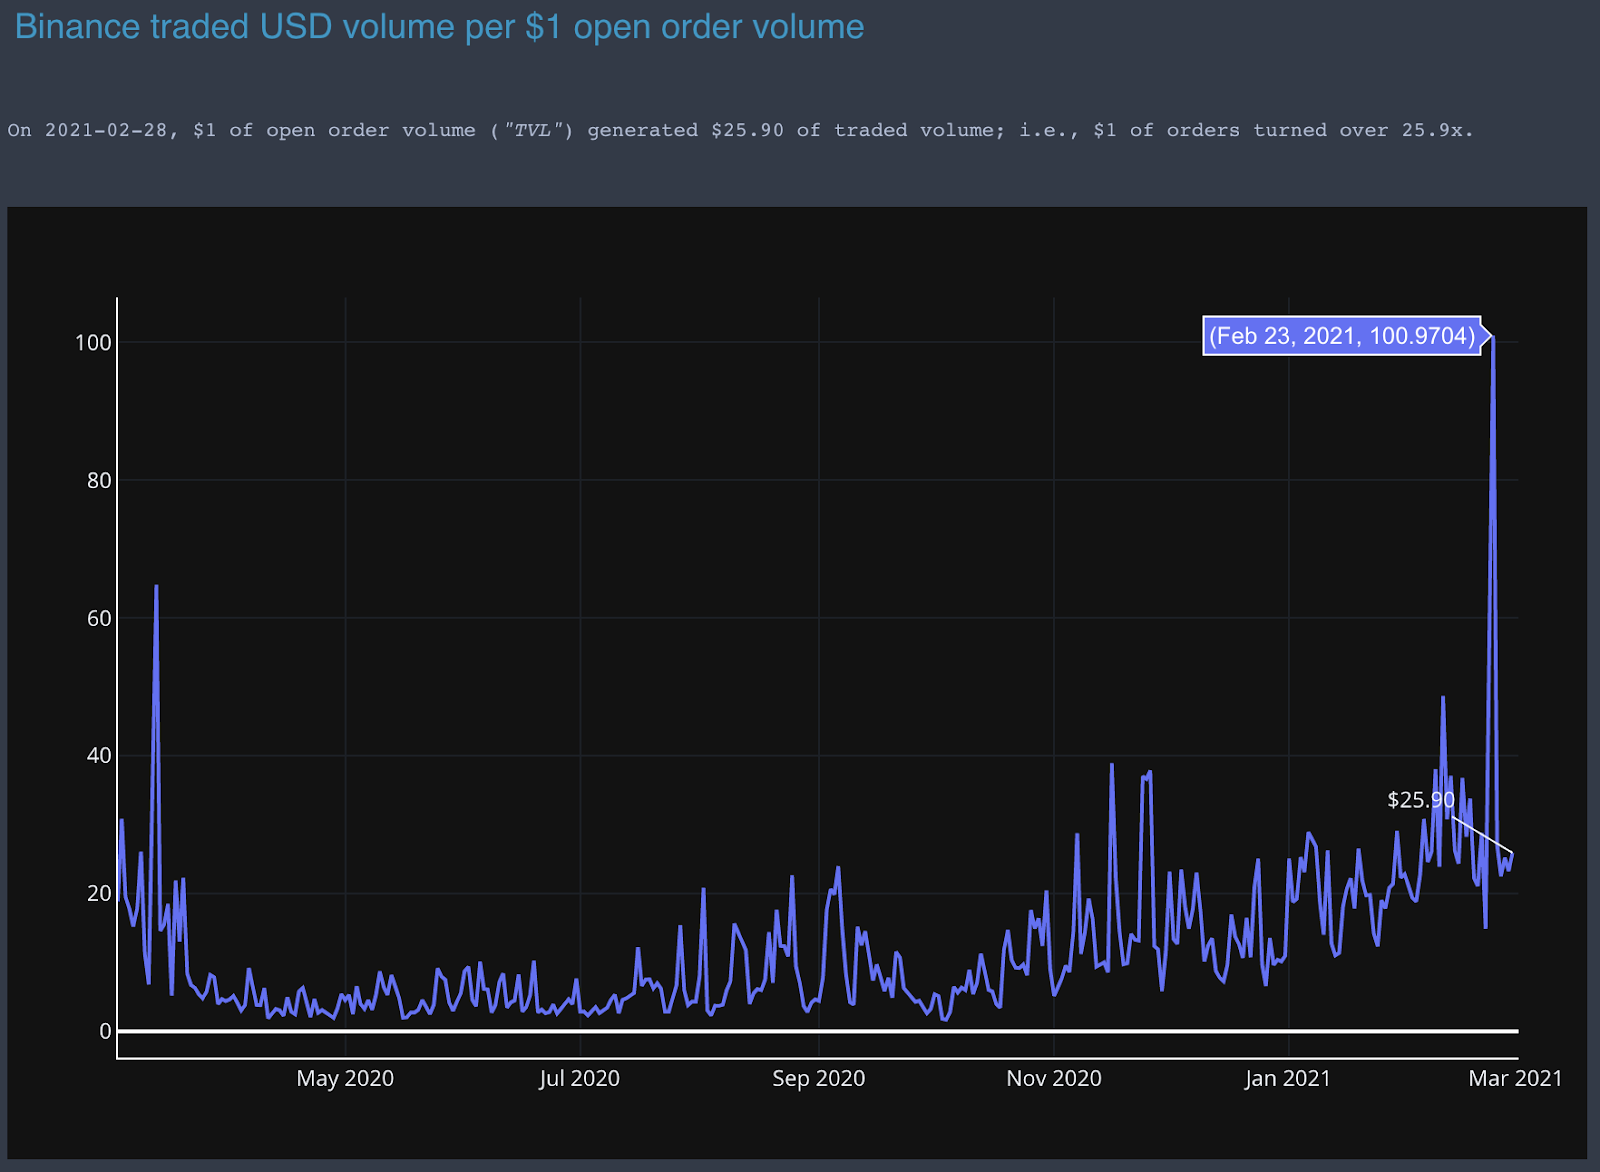 Binance traded USD volume per $1 open order volume
On 2021-02-28, $1 of open order volume ("TVL") generated $25.90 of traded volume; i.e., $1 of orders turned over 25.9x.
(Feb 23, 2021, 100.9704)
100
80
60
40
$25.90
20
0
May 2020 Jul 2020 Sep 2020 Nov 2020 Jan 2021 Mar 2021